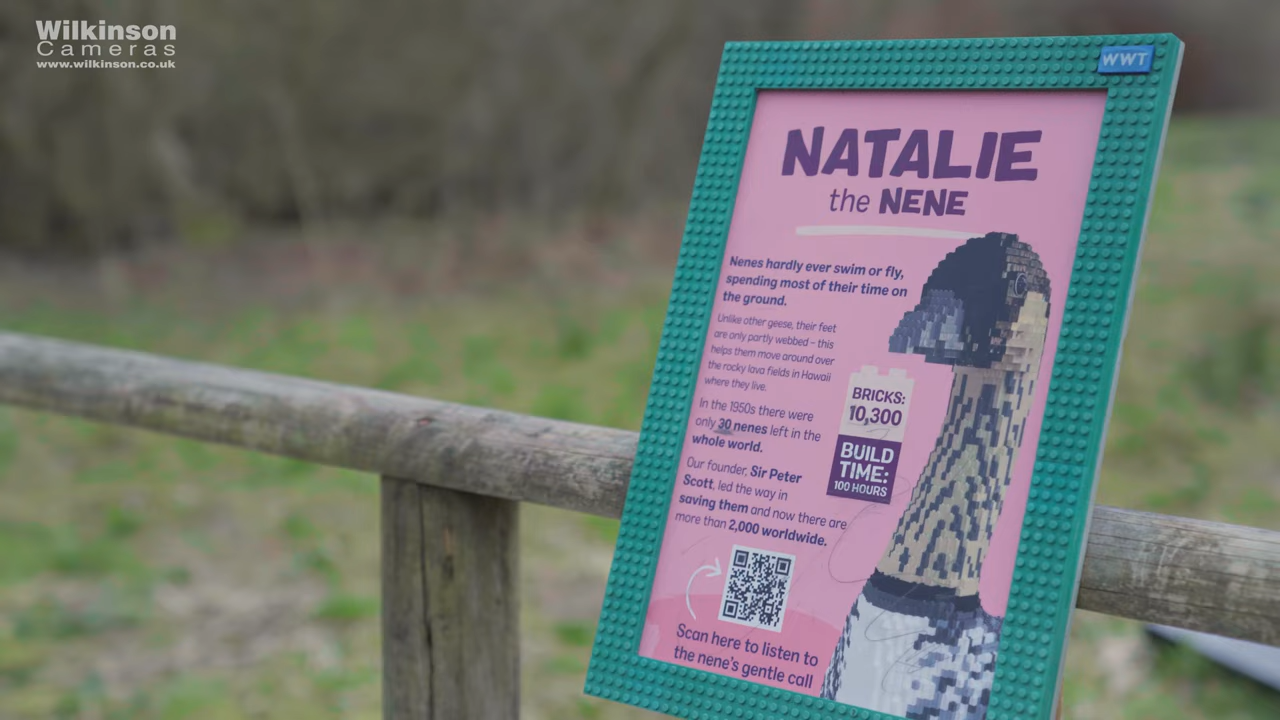 Wilkinson
Cameras
www.wilkinson.co.uk
WWT
NATALIE
the NENE
Nenes hardly ever swim or fly,
spending most of their time on
the ground.
Unlike other geese, their feet
are only partly webbed – this
helps them move around over
the rocky lava fields in Hawaii
where they live.
In the 1950s there were
only 30 nenes left in the
whole world.
Our founder, Sir Peter
Scott, led the way in
saving them and now there are
more than 2,000 worldwide.
BRICKS:
10,300
BUILD
TIME:
100 HOURS
Scan here to listen to
the nene's gentle call